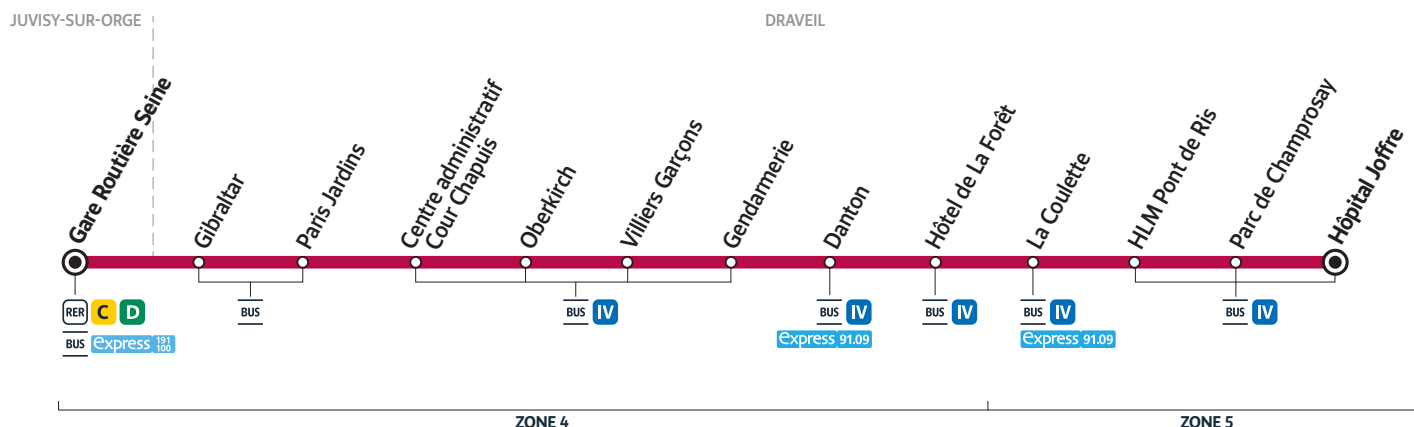 JUVISY-SUR-ORGE
DRAVEIL
Gare Routière Seine
Gibraltar
Paris Jardins
Centre administratif
Cour Chapuis
Oberkirch
Villiers Garçons
Gendarmerie
Danton
Hôtel de La Forêt
La Coulette
HLM Pont de Ris
Parc de Champrosay
Hôpital Joffre
RER C D
BUS express 191 100
BUS
BUS IV
BUS IV
express 91.09
BUS IV
BUS IV
express 91.09
BUS IV
ZONE 4
ZONE 5